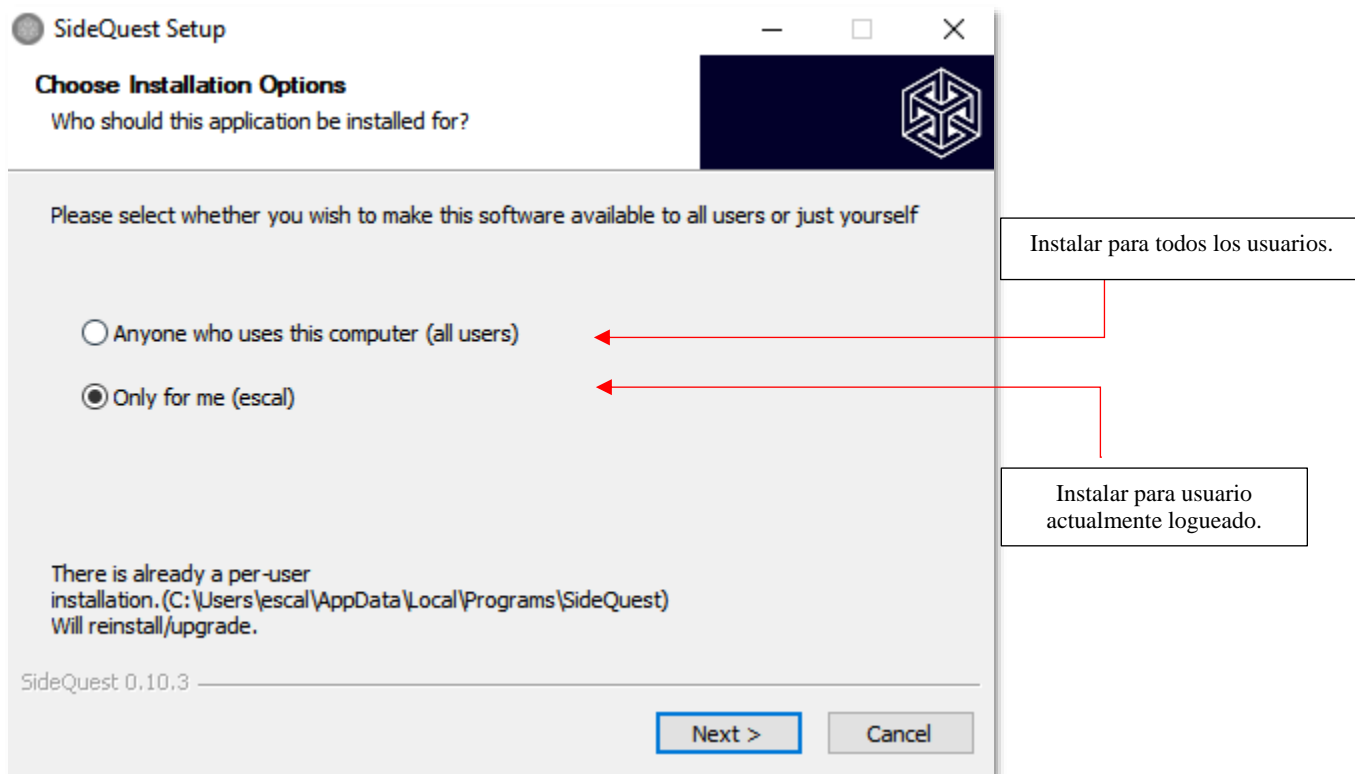 SideQuest Setup
Choose Installation Options
Who should this application be installed for?
Please select whether you wish to make this software available to all users or just yourself
Instalar para todos los usuarios.
Anyone who uses this computer (all users)
Only for me (escal)
Instalar para usuario
actualmente logueado.
There is already a per-user
installation.(C:\Users\escal\AppData\Local\Programs\SideQuest)
Will reinstall/upgrade.
SideQuest 0.10.3
Next >
Cancel